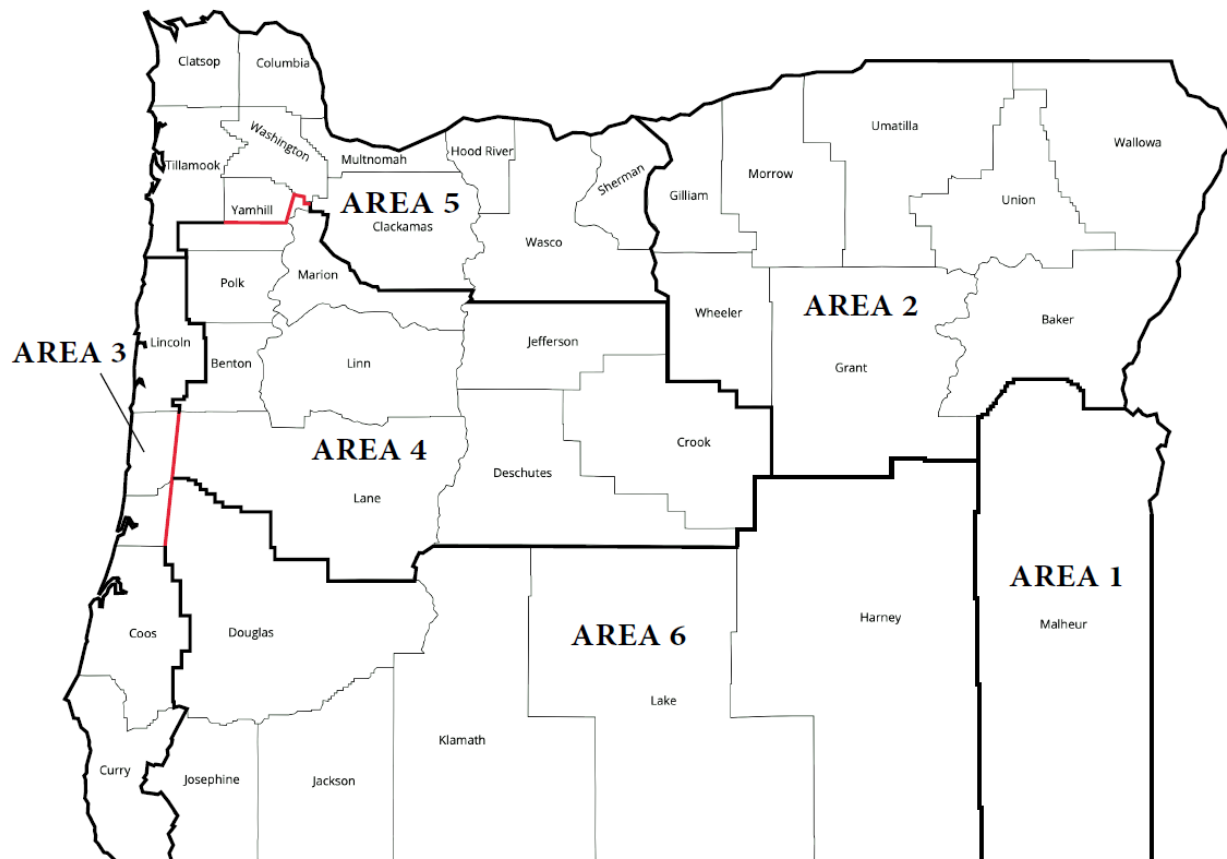 Clatsop
Columbia
Washington
Tillamook
Multnomah
Hood River
Sherman
Umatilla
Wallowa
Morrow
Gilliam
Union
Yamhill
AREA 5
Clackamas
Wasco
Marion
Polk
Wheeler
AREA 2
Baker
Lincoln
AREA 3
Benton
Linn
Jefferson
Grant
AREA 4
Crook
Deschutes
Lane
AREA 1
Malheur
Harney
Coos
Douglas
AREA 6
Lake
Klamath
Curry
Josephine
Jackson